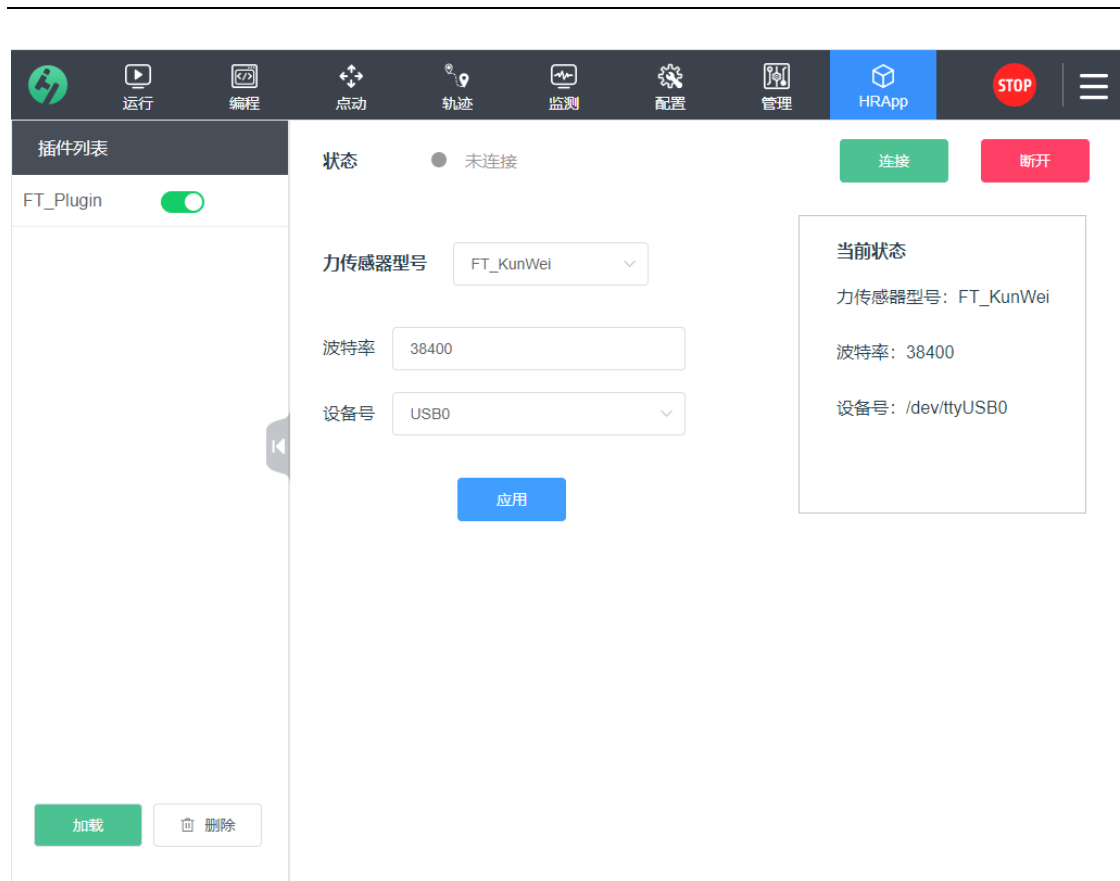 运行 编程 点动 轨迹 监测 配置 管理 HRApp STOP
插件列表
FT_Plugin
状态 未连接 连接 断开
力传感器型号 FT_KunWei
波特率 38400
设备号 USB0
应用
当前状态
力传感器型号：FT_KunWei
波特率：38400
设备号：/dev/ttyUSB0
加载 删除